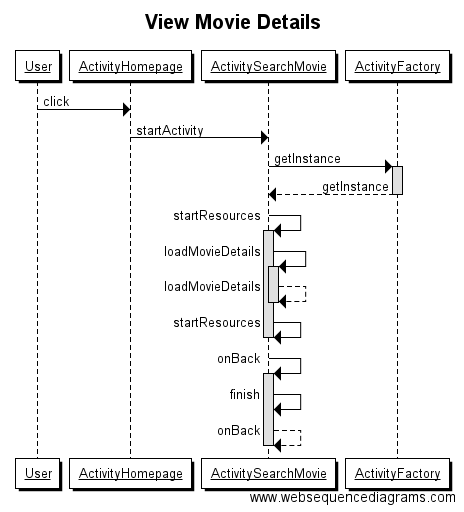 View Movie Details
User ActivityHomepage ActivitySearchMovie ActivityFactory
click
startActivity
getInstance
getInstance
startResources
loadMovieDetails
loadMovieDetails
startResources
onBack
finish
onBack
User ActivityHomepage ActivitySearchMovie ActivityFactory
www.websequencediagrams.com